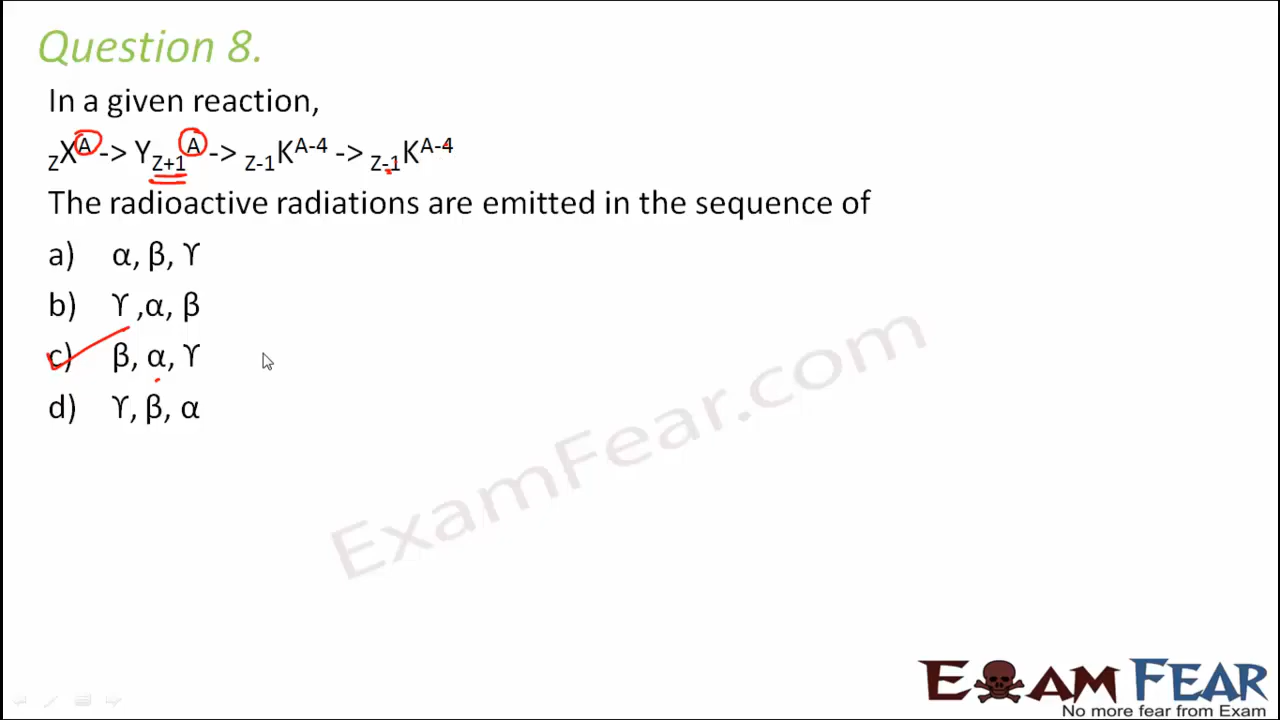 Question 8.
In a given reaction,
ZXA-> YZ+1A-> Z-1KA-4 -> Z-1KA-4
The radioactive radiations are emitted in the sequence of
a) α, β, ϒ
b) ϒ ,α, β
c) β, α, ϒ
d) ϒ, β, α
ExamFear.com
EXAM FEAR
No more fear from Exam